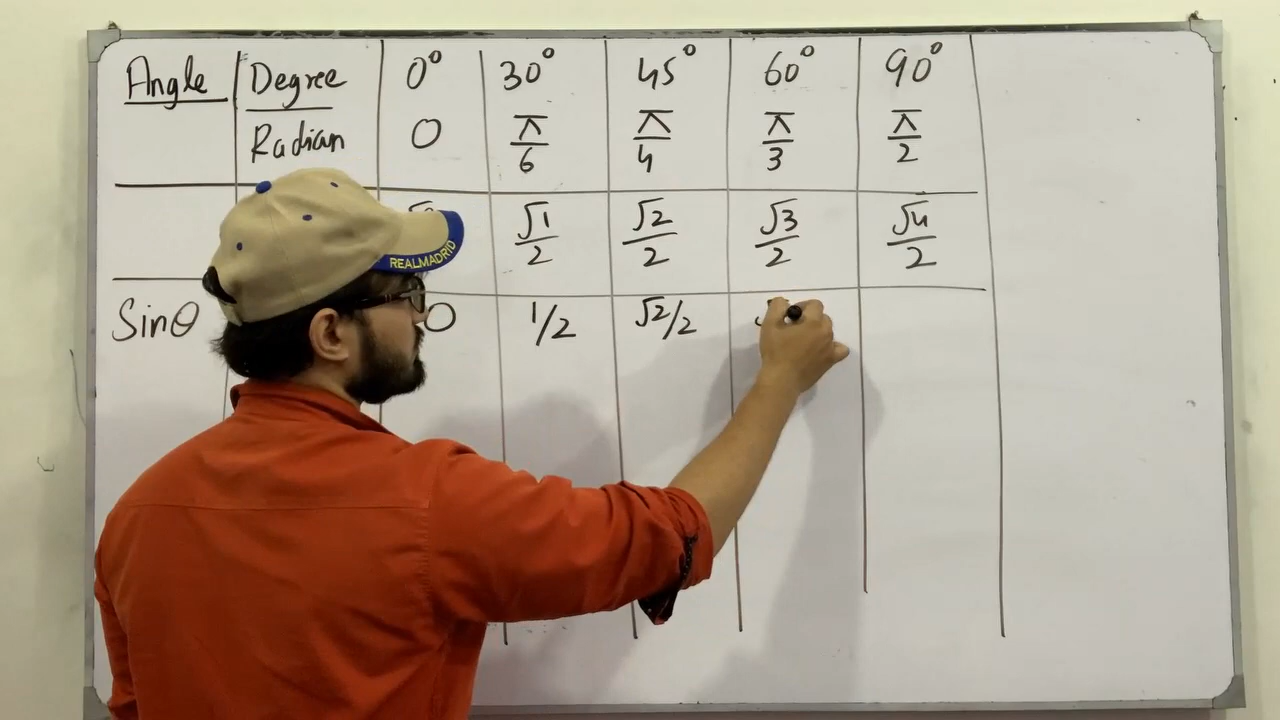 Angle Degree 0° 30° 45° 60° 90°
Radian 0 π/6 π/4 π/3 π/2
√1/2 √2/2 √3/2 √4/2
Sinθ 0 1/2 √2/2
REALMADRID